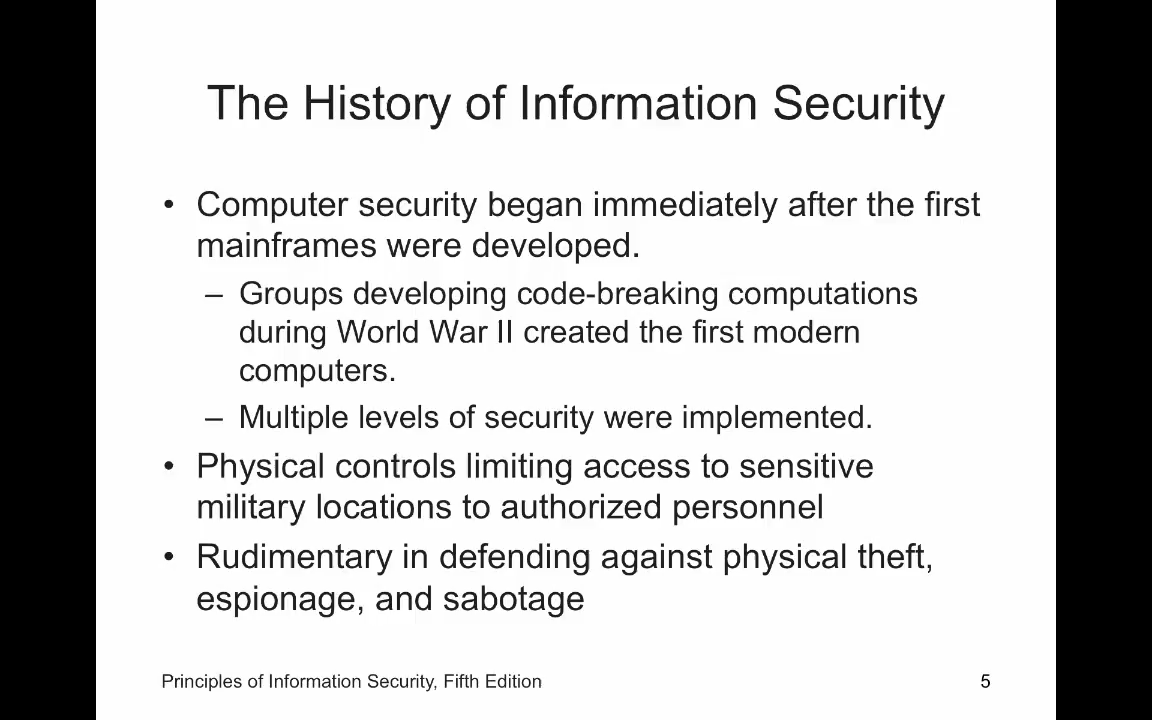 The History of Information Security
• Computer security began immediately after the first
mainframes were developed.
– Groups developing code-breaking computations
during World War II created the first modern
computers.
– Multiple levels of security were implemented.
• Physical controls limiting access to sensitive
military locations to authorized personnel
• Rudimentary in defending against physical theft,
espionage, and sabotage
Principles of Information Security, Fifth Edition
5